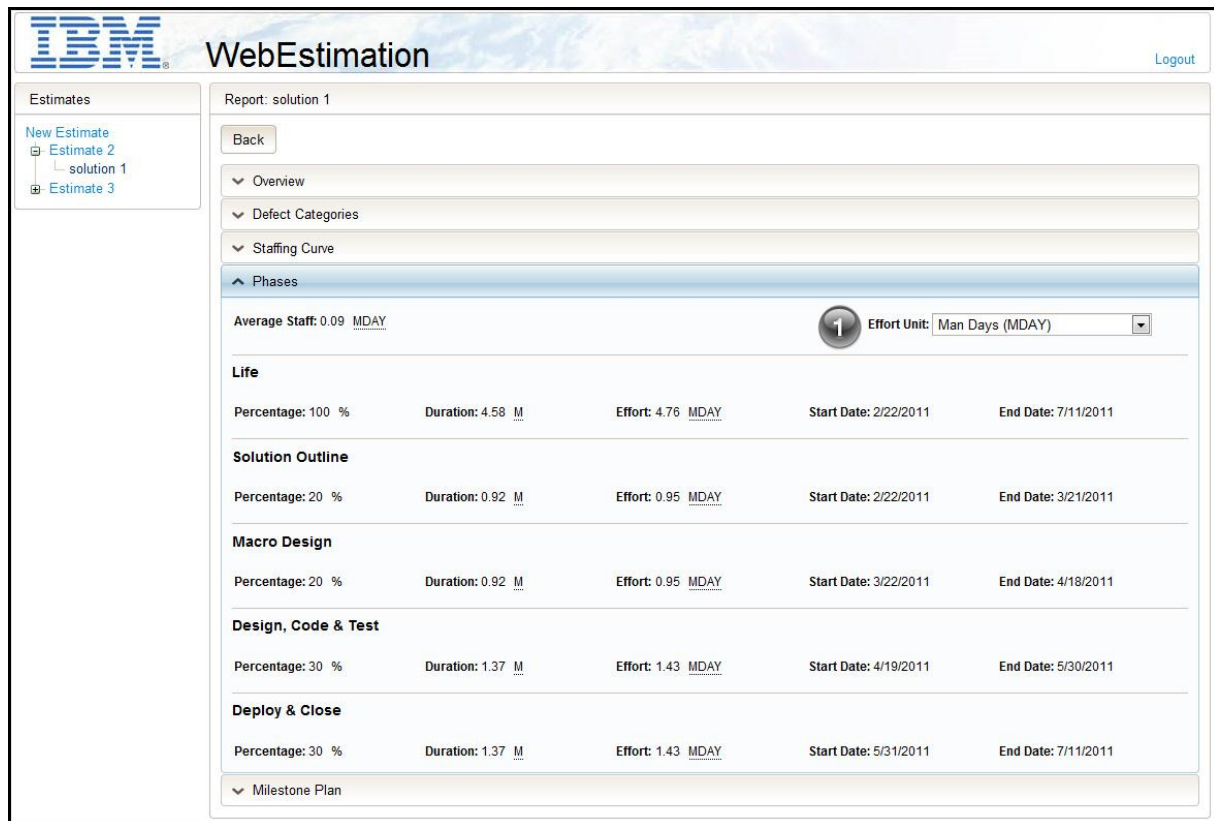 IBM®
WebEstimation
Logout
Estimates
New Estimate
Estimate 2
solution 1
Estimate 3
Report: solution 1
Back
Overview
Defect Categories
Staffing Curve
Phases
Average Staff: 0.09 MDAY
1 Effort Unit: Man Days (MDAY)
Life
Percentage: 100 % Duration: 4.58 M Effort: 4.76 MDAY Start Date: 2/22/2011 End Date: 7/11/2011
Solution Outline
Percentage: 20 % Duration: 0.92 M Effort: 0.95 MDAY Start Date: 2/22/2011 End Date: 3/21/2011
Macro Design
Percentage: 20 % Duration: 0.92 M Effort: 0.95 MDAY Start Date: 3/22/2011 End Date: 4/18/2011
Design, Code & Test
Percentage: 30 % Duration: 1.37 M Effort: 1.43 MDAY Start Date: 4/19/2011 End Date: 5/30/2011
Deploy & Close
Percentage: 30 % Duration: 1.37 M Effort: 1.43 MDAY Start Date: 5/31/2011 End Date: 7/11/2011
Milestone Plan